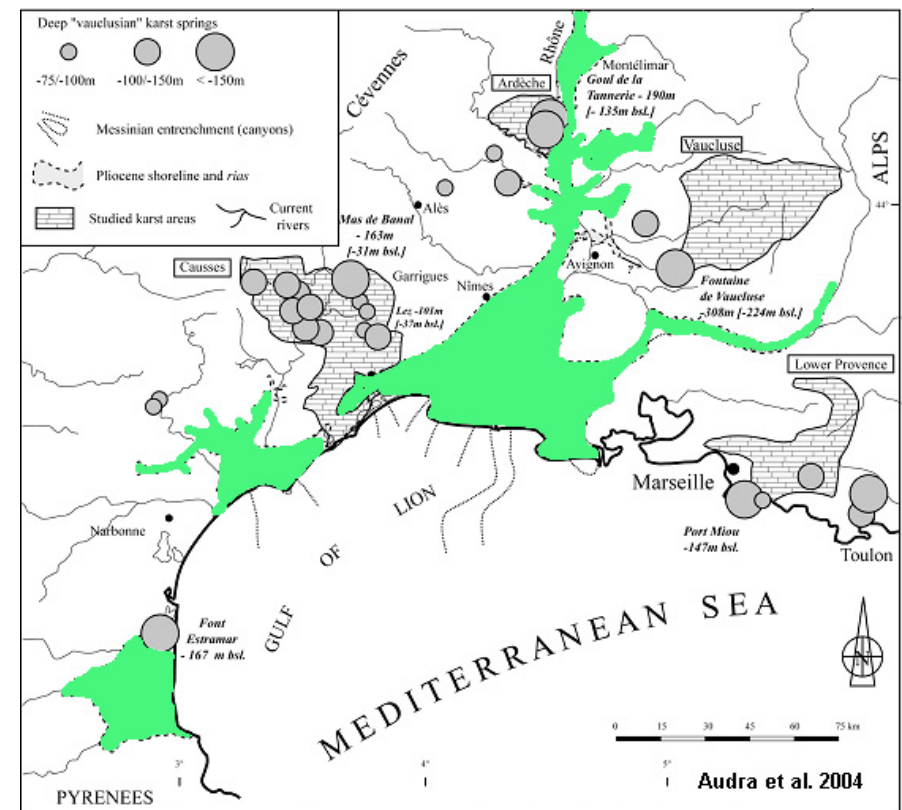 Deep "vauclusian" karst springs
-75/-100m
-100/-150m
< -150m
Messinian entrenchment (canyons)
Pliocene shoreline and rias
Studied karst areas
Current
rivers
Cévennes
Rhône
Montélimar
Ardèche
Goul de la
Tannerie - 190m
[- 135m bsl.]
Vaucluse
ALPS
44°
Alès
Mas de Banal
- 163m
[-31m bsl.]
Causses
Garrigues
Nîmes
Avignon
Lez -101m
[-37m bsl.]
Fontaine
de Vaucluse
-308m [-224m bsl.]
Lower Provence
Marseille
Port Miou
-147m bsl.
Toulon
Narbonne
GULF OF LION
Font
Estramar
- 167 m bsl.
MEDITERRANEAN SEA
N
0 15 30 45 60 75 km
3°
4°
5°
Audra et al. 2004
PYRENEES